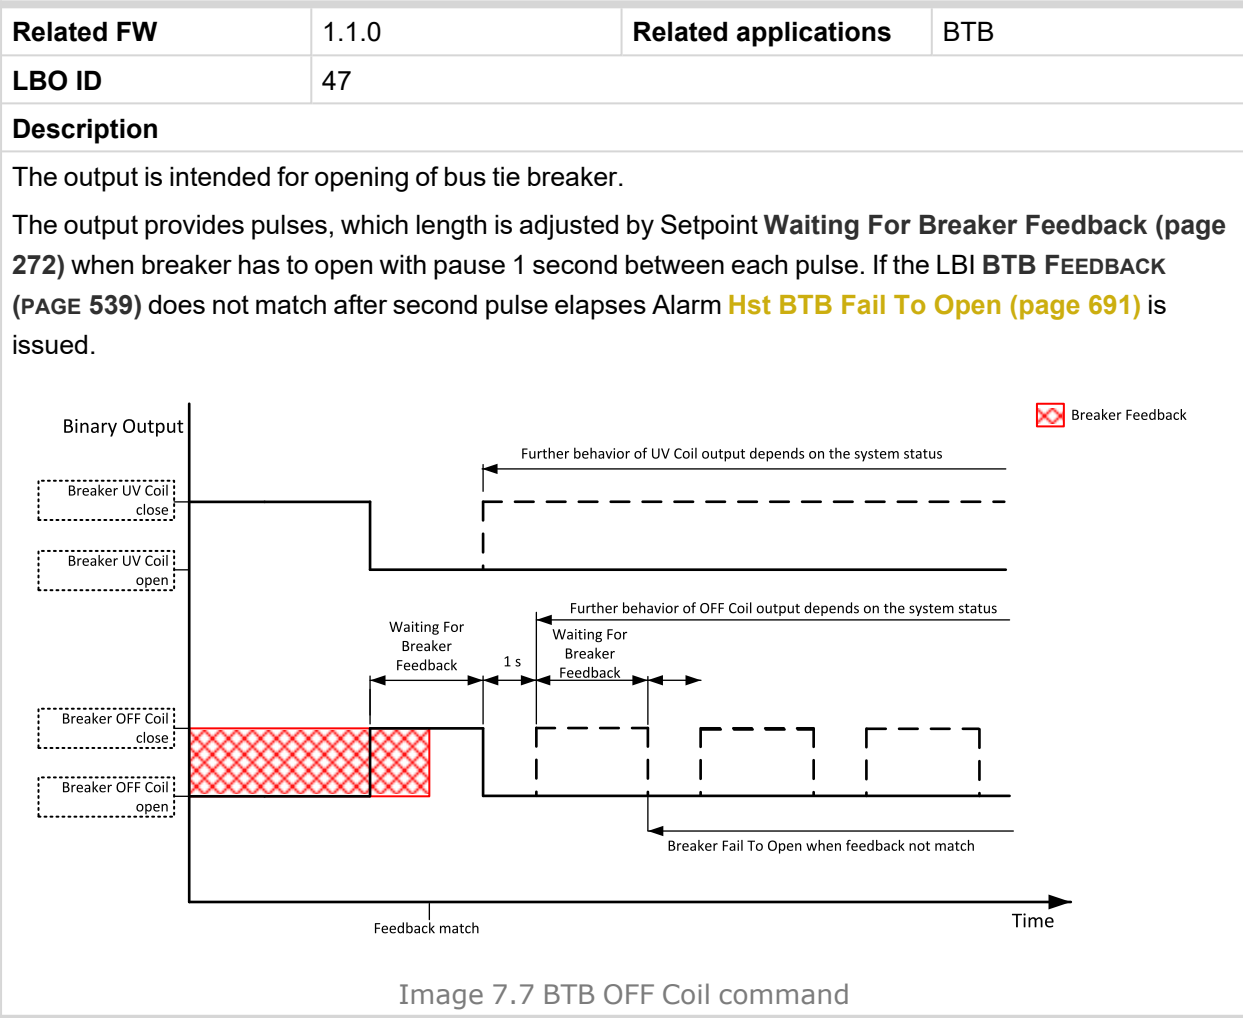 Related FW 1.1.0 Related applications BTB
LBO ID 47
Description
The output is intended for opening of bus tie breaker.
The output provides pulses, which length is adjusted by Setpoint Waiting For Breaker Feedback (page
272) when breaker has to open with pause 1 second between each pulse. If the LBI BTB FEEDBACK
(PAGE 539) does not match after second pulse elapses Alarm Hst BTB Fail To Open (page 691) is
issued.
Binary Output
Breaker Feedback
Further behavior of UV Coil output depends on the system status
Breaker UV Coil
close
Breaker UV Coil
open
Further behavior of OFF Coil output depends on the system status
Waiting For
Breaker
Feedback
1 s
Waiting For
Breaker
Feedback
Breaker OFF Coil
close
Breaker OFF Coil
open
Breaker Fail To Open when feedback not match
Feedback match
Time
Image 7.7 BTB OFF Coil command